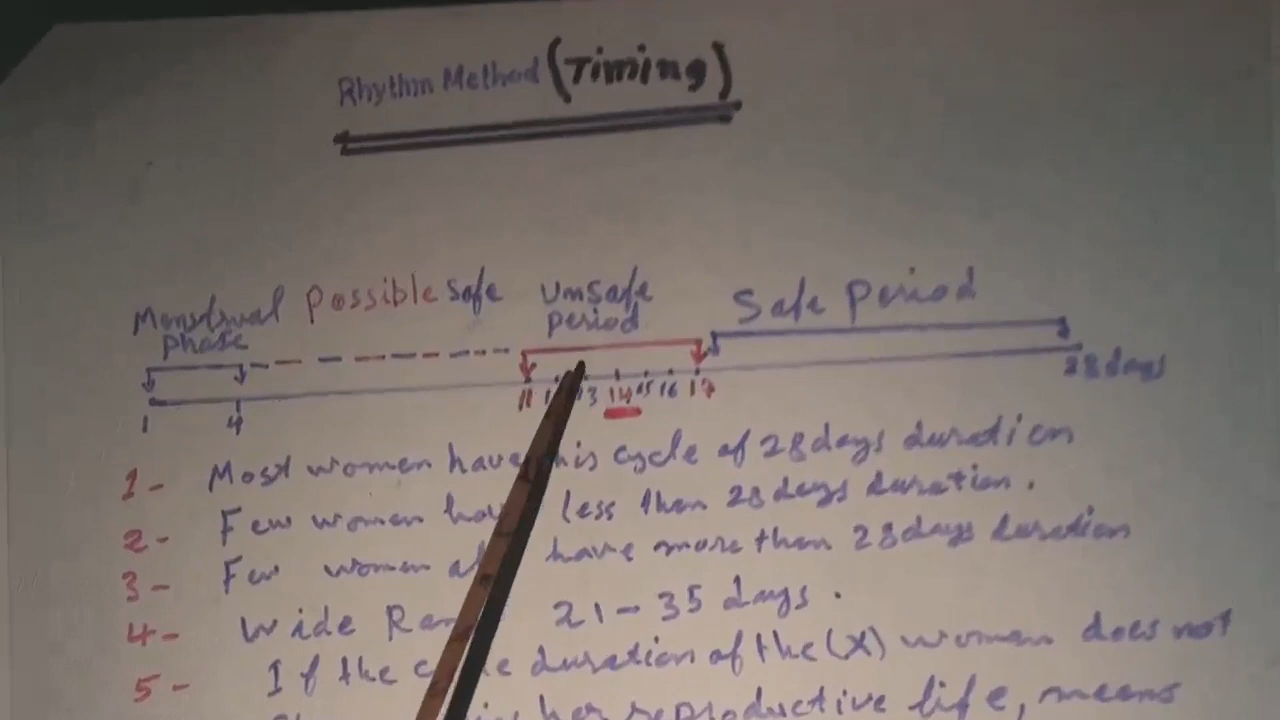 Rhythm Method (Timing)
Menstrual Possible Safe Unsafe Safe Period
Phase Period
28 days
1 4 11 13 14 15 16 17
1- Most women have this cycle of 28 days duration
2- Few women have less than 28 days duration.
3- Few women have more than 28 days duration
4- Wide 21-35 days.
5- If the duration of the (X) women does not
her reproductive life, means